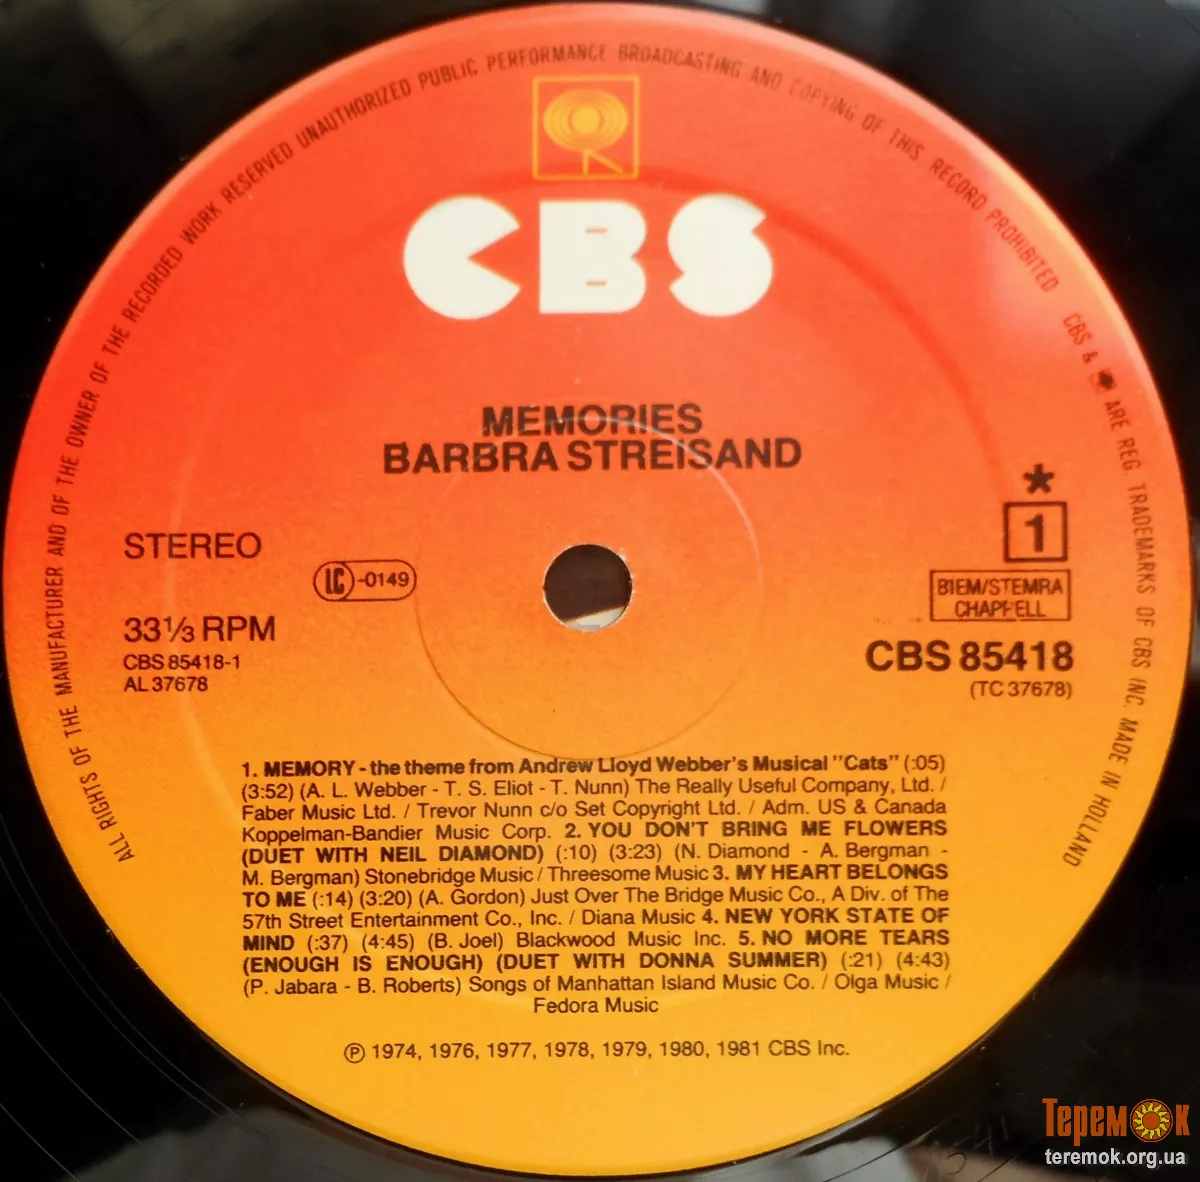 ALL RIGHTS OF THE MANUFACTURER AND OF THE OWNER OF THE RECORDED WORK RESERVED UNAUTHORIZED PUBLIC PERFORMANCE BROADCASTING AND COPYING OF THIS RECORD PROHIBITED
CBS & ARE REG. TRADEMARKS OF CBS INC. MADE IN HOLLAND
CBS
MEMORIES
BARBRA STREISAND
*
STEREO
1
LC-0149
BIEM/STEMRA
CHAPPELL
33⅓ RPM
CBS 85418-1
AL 37678
CBS 85418
(TC 37678)
1. MEMORY - the theme from Andrew Lloyd Webber's Musical "Cats" (:05)
(3:52) (A. L. Webber - T. S. Eliot - T. Nunn) The Really Useful Company, Ltd. /
Faber Music Ltd. / Trevor Nunn c/o Set Copyright Ltd. / Adm. US & Canada
Koppelman-Bandier Music Corp. 2. YOU DON'T BRING ME FLOWERS
(DUET WITH NEIL DIAMOND) (:10) (3:23) (N. Diamond - A. Bergman -
M. Bergman) Stonebridge Music / Threesome Music 3. MY HEART BELONGS
TO ME (:14) (3:20) (A. Gordon) Just Over The Bridge Music Co., A Div. of The
57th Street Entertainment Co., Inc. / Diana Music 4. NEW YORK STATE OF
MIND (:37) (4:45) (B. Joel) Blackwood Music Inc. 5. NO MORE TEARS
(ENOUGH IS ENOUGH) (DUET WITH DONNA SUMMER) (:21) (4:43)
(P. Jabara - B. Roberts) Songs of Manhattan Island Music Co. / Olga Music /
Fedora Music
℗ 1974, 1976, 1977, 1978, 1979, 1980, 1981 CBS Inc.
Теремок
teremok.org.ua